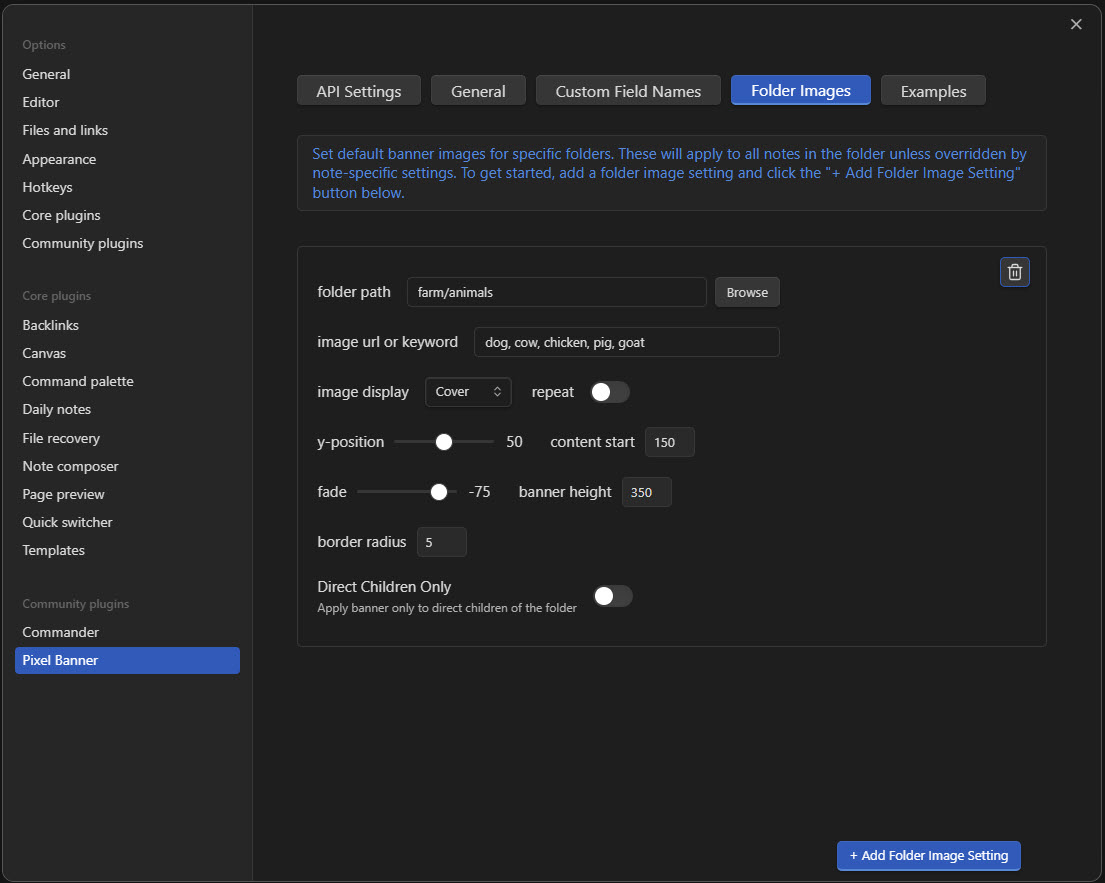 Options
General
Editor
Files and links
Appearance
Hotkeys
Core plugins
Community plugins
Core plugins
Backlinks
Canvas
Command palette
Daily notes
File recovery
Note composer
Page preview
Quick switcher
Templates
Community plugins
Commander
Pixel Banner
API Settings General Custom Field Names Folder Images Examples
Set default banner images for specific folders. These will apply to all notes in the folder unless overridden by
note-specific settings. To get started, add a folder image setting and click the "+ Add Folder Image Setting"
button below.
folder path farm/animals Browse
image url or keyword dog, cow, chicken, pig, goat
image display Cover repeat
y-position 50 content start 150
fade -75 banner height 350
border radius 5
Direct Children Only
Apply banner only to direct children of the folder
+ Add Folder Image Setting